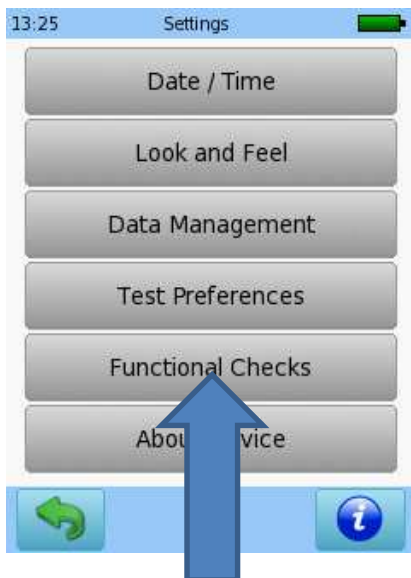 13:25 Settings
Date / Time
Look and Feel
Data Management
Test Preferences
Functional Checks
i